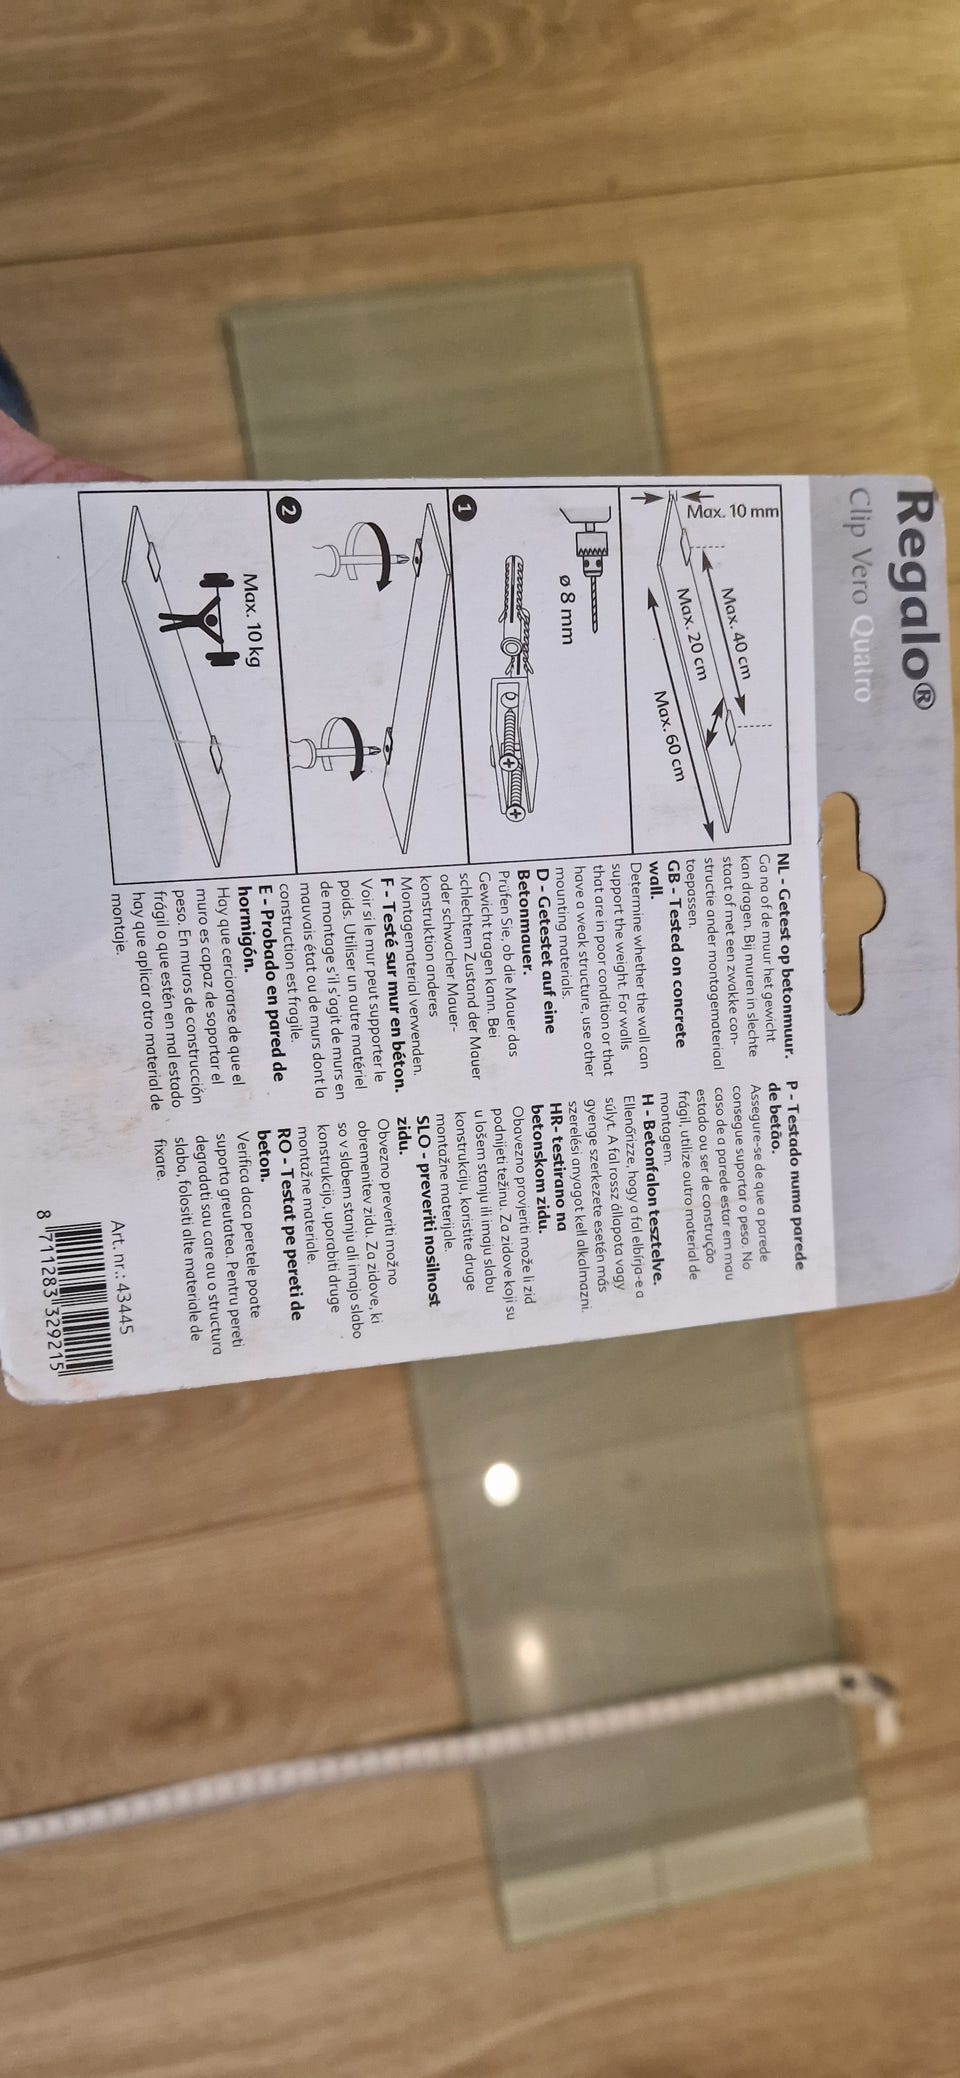 Regalo®
Clip Vero Quatro
Max. 10 mm
Max. 40 cm
Max. 20 cm
Max. 60 cm
ø 8 mm
1
2
Max. 10 kg
NL - Getest op betonmuur.
Ga na of de muur het gewicht
kan dragen. Bij muren in slechte
staat of met een zwakke con-
structie ander montagemateriaal
toepassen.
GB - Tested on concrete
wall.
Determine whether the wall can
support the weight. For walls
that are in poor condition or that
have a weak structure, use other
mounting materials.
D - Getestet auf eine
Betonmauer.
Prüfen Sie, ob die Mauer das
Gewicht tragen kann. Bei
schlechtem Zustand der Mauer
oder schwacher Mauer-
konstruktion anderes
Montagematerial verwenden.
F - Testé sur mur en béton.
Voir si le mur peut supporter le
poids. Utiliser un autre matériel
de montage s'il s'agit de murs en
mauvais état ou de murs dont la
construction est fragile.
E - Probado en pared de
hormigón.
Hay que cerciorarse de que el
muro es capaz de soportar el
peso. En muros de construcción
frágil o que estén en mal estado
hay que aplicar otro material de
montaje.
P - Testado numa parede
de betão.
Assegure-se de que a parede
consegue suportar o peso. No
caso de a parede estar em mau
estado ou ser de construção
frágil, utilize outro material de
montagem.
H - Betonfalon tesztelve.
Ellenőrizze, hogy a fal elbírja-e a
súlyt. A fal rossz állapota vagy
gyenge szerkezete esetén más
szerelési anyagot kell alkalmazni.
HR- testirano na
betonskom zidu.
Obavezno provjeriti može li zid
podnijeti težinu. Za zidove koji su
u lošem stanju ili imaju slabu
konstrukciju, koristite druge
montažne materijale.
SLO - preveriti nosilnost
zidu.
Obvezno preveriti možno
obremenitev zidu. Za zidove, ki
so v slabem stanju ali imajo slabo
konstrukcijo, uporabiti druge
montažne materiale.
RO - Testat pe pereti de
beton.
Verifica daca peretele poate
suporta greutatea. Pentru pereti
degradati sau care au o structura
slaba, folositi alte materiale de
fixare.
Art. nr.: 43445
8 711283 329215